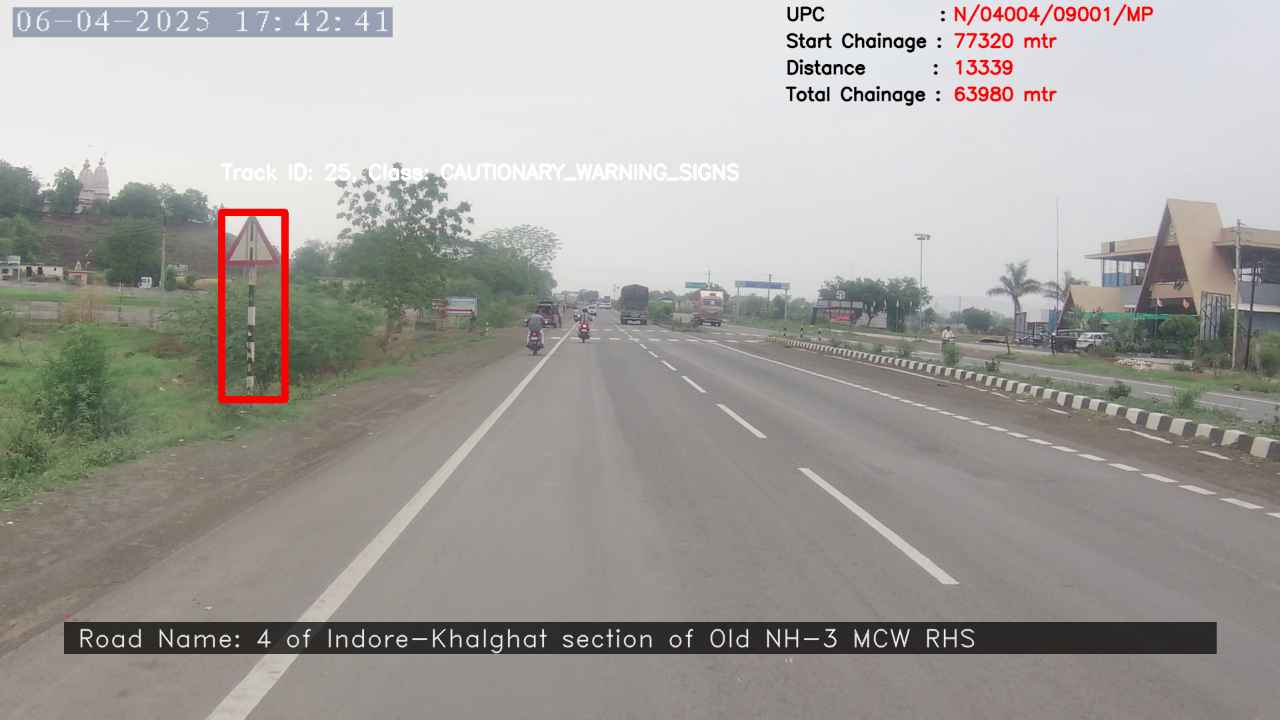 06-04-2025 17:42:41
UPC : N/04004/09001/MP
Start Chainage : 77320 mtr
Distance : 13339
Total Chainage : 63980 mtr
Track ID: 25, Class: CAUTIONARY_WARNING_SIGNS
Road Name: 4 of Indore-Khalghat section of Old NH-3 MCW RHS